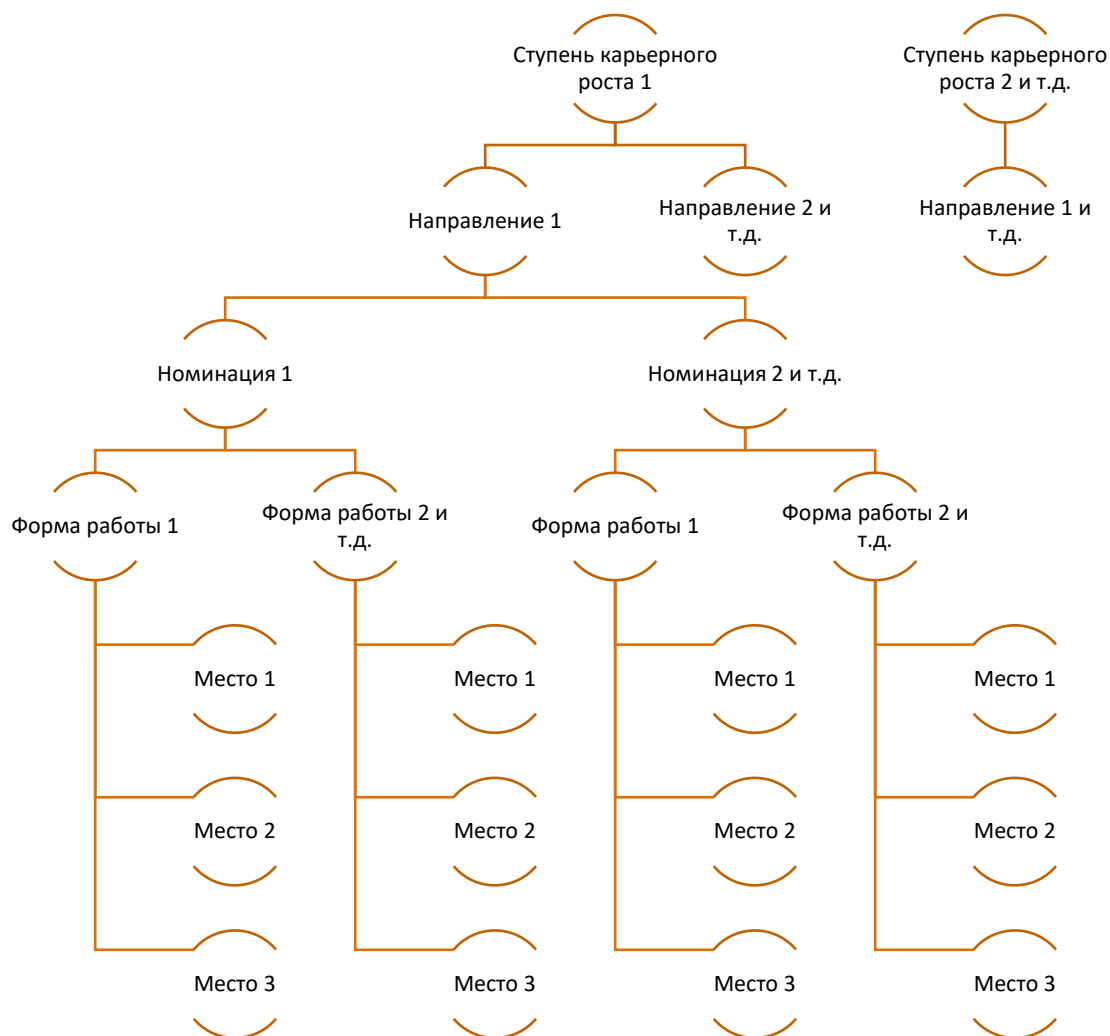 Ступень карьерного
роста 1
Ступень карьерного
роста 2 и т.д.
Направление 1
Направление 2 и
т.д.
Направление 1 и
т.д.
Номинация 1
Номинация 2 и т.д.
Форма работы 1
Форма работы 2 и
т.д.
Форма работы 1
Форма работы 2 и
т.д.
Место 1
Место 1
Место 1
Место 1
Место 2
Место 2
Место 2
Место 2
Место 3
Место 3
Место 3
Место 3